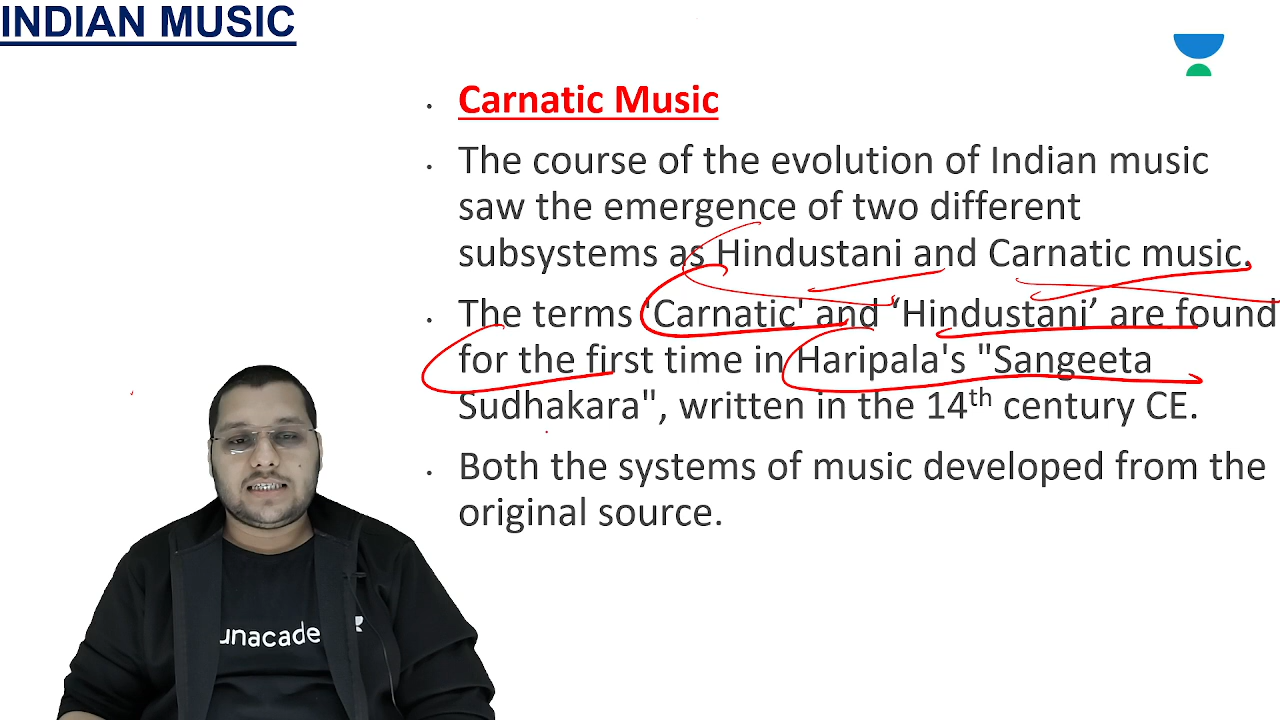 INDIAN MUSIC
Carnatic Music
The course of the evolution of Indian music
saw the emergence of two different
subsystems as Hindustani and Carnatic music.
The terms 'Carnatic' and ‘Hindustani’ are found
for the first time in Haripala's "Sangeeta
Sudhakara", written in the 14th century CE.
Both the systems of music developed from the
original source.
unacade